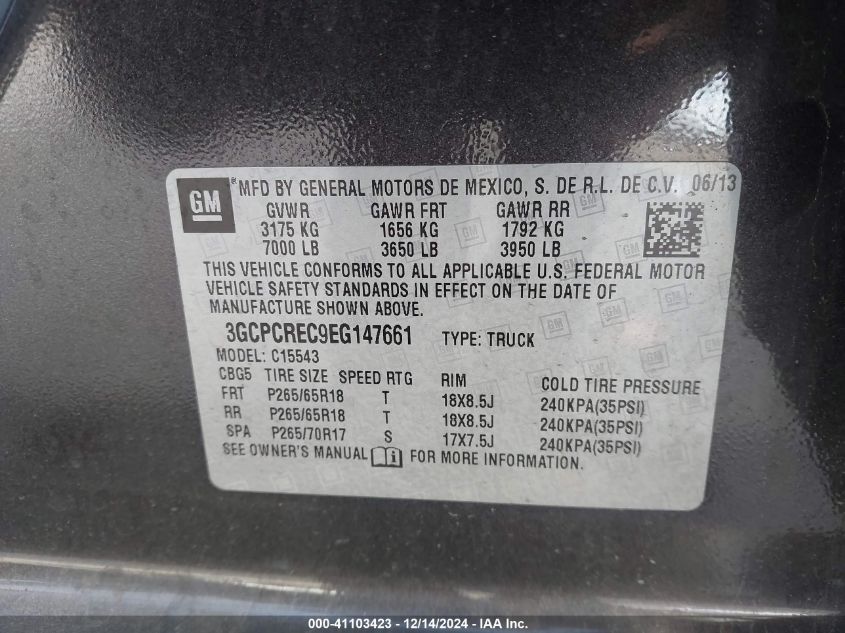 GM ® MFD BY GENERAL MOTORS DE MEXICO, S. DE R.L. DE C.V. 06/13
GVWR GAWR FRT GAWR RR
3175 KG 1656 KG 1792 KG
7000 LB 3650 LB 3950 LB
THIS VEHICLE CONFORMS TO ALL APPLICABLE U.S. FEDERAL MOTOR
VEHICLE SAFETY STANDARDS IN EFFECT ON THE DATE OF
MANUFACTURE SHOWN ABOVE.
3GCPCREC9EG147661 TYPE: TRUCK
MODEL: C15543
CBG5 TIRE SIZE SPEED RTG RIM COLD TIRE PRESSURE
FRT P265/65R18 T 18X8.5J 240KPA(35PSI)
RR P265/65R18 T 18X8.5J 240KPA(35PSI)
SPA P265/70R17 S 17X7.5J 240KPA(35PSI)
SEE OWNER'S MANUAL FOR MORE INFORMATION.
000-41103423 - 12/14/2024 - IAA Inc.